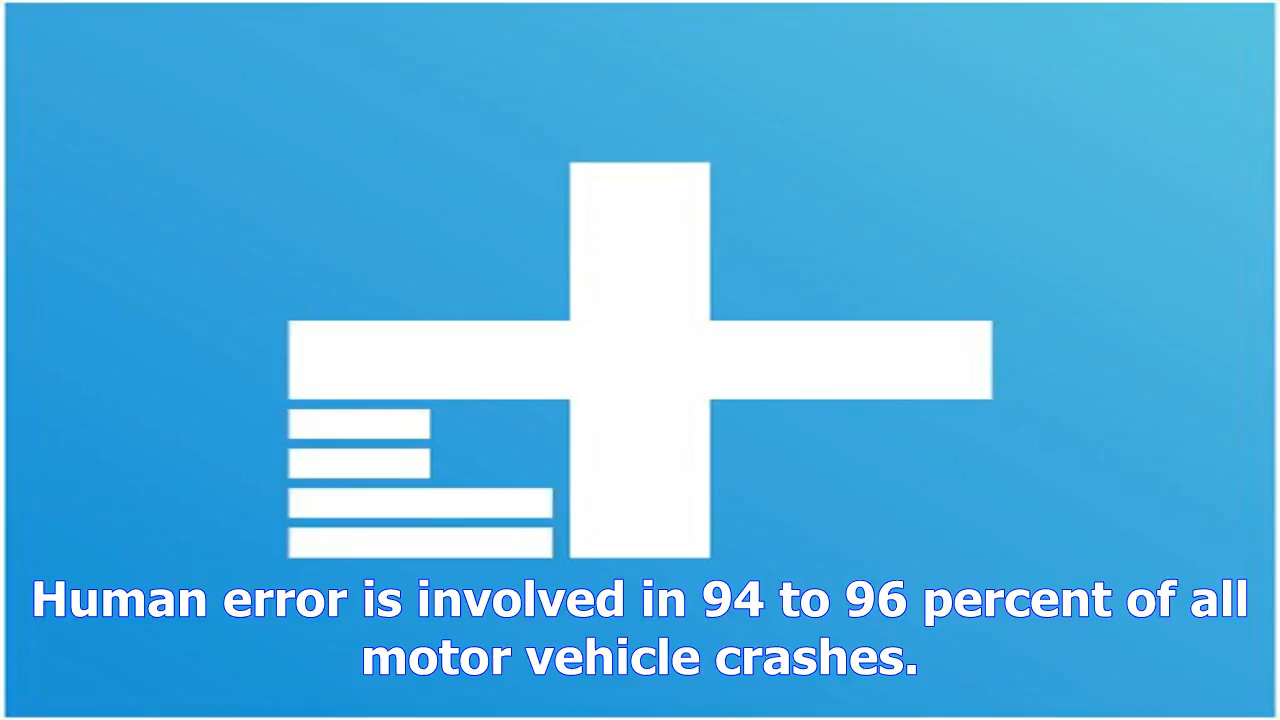 Human error is involved in 94 to 96 percent of all
motor vehicle crashes.